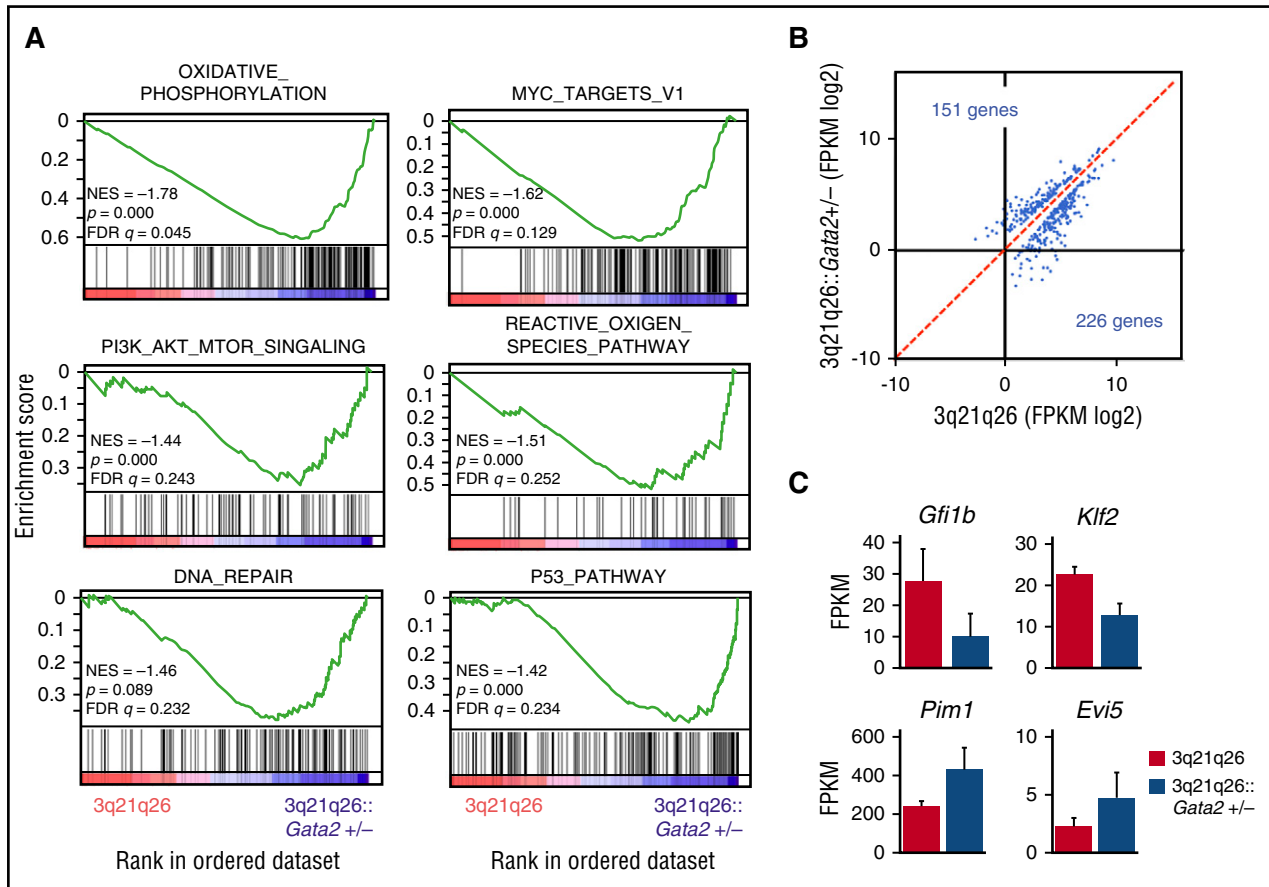 A
OXIDATIVE_
PHOSPHORYLATION
0
0.2
0.4
0.6
NES = –1.78
p = 0.000
FDR q = 0.045
MYC_TARGETS_V1
0
0.1
0.2
0.3
0.4
0.5
NES = –1.62
p = 0.000
FDR q = 0.129
PI3K_AKT_MTOR_SINGALING
0
0.1
0.2
0.3
NES = –1.44
p = 0.000
FDR q = 0.243
REACTIVE_OXIGEN_
SPECIES_PATHWAY
0
0.1
0.2
0.3
0.4
0.5
NES = –1.51
p = 0.000
FDR q = 0.252
DNA_REPAIR
0
0.1
0.2
0.3
NES = –1.46
p = 0.089
FDR q = 0.232
P53_PATHWAY
0
0.1
0.2
0.3
0.4
NES = –1.42
p = 0.000
FDR q = 0.234
Enrichment score
3q21q26
3q21q26::
Gata2 +/–
3q21q26
3q21q26::
Gata2 +/–
Rank in ordered dataset
Rank in ordered dataset
B
3q21q26::Gata2+/– (FPKM log2)
151 genes
226 genes
10
0
-10
-10
0
10
3q21q26 (FPKM log2)
C
Gfi1b
FPKM
40
30
20
10
0
Klf2
30
20
10
0
Pim1
FPKM
600
400
200
0
Evi5
10
5
0
3q21q26
3q21q26::
Gata2 +/–